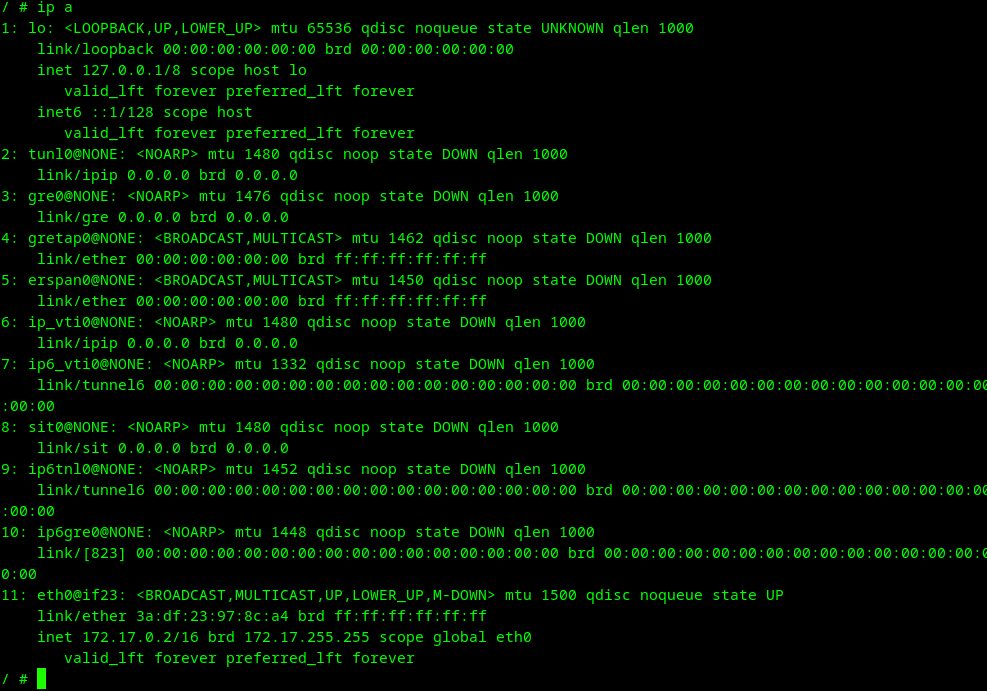 / # ip a
1: lo: <LOOPBACK,UP,LOWER_UP> mtu 65536 qdisc noqueue state UNKNOWN qlen 1000
    link/loopback 00:00:00:00:00:00 brd 00:00:00:00:00:00
    inet 127.0.0.1/8 scope host lo
       valid_lft forever preferred_lft forever
    inet6 ::1/128 scope host
       valid_lft forever preferred_lft forever
2: tunl0@NONE: <NOARP> mtu 1480 qdisc noop state DOWN qlen 1000
    link/ipip 0.0.0.0 brd 0.0.0.0
3: gre0@NONE: <NOARP> mtu 1476 qdisc noop state DOWN qlen 1000
    link/gre 0.0.0.0 brd 0.0.0.0
4: gretap0@NONE: <BROADCAST,MULTICAST> mtu 1462 qdisc noop state DOWN qlen 1000
    link/ether 00:00:00:00:00:00 brd ff:ff:ff:ff:ff:ff
5: erspan0@NONE: <BROADCAST,MULTICAST> mtu 1450 qdisc noop state DOWN qlen 1000
    link/ether 00:00:00:00:00:00 brd ff:ff:ff:ff:ff:ff
6: ip_vti0@NONE: <NOARP> mtu 1480 qdisc noop state DOWN qlen 1000
    link/ipip 0.0.0.0 brd 0.0.0.0
7: ip6_vti0@NONE: <NOARP> mtu 1332 qdisc noop state DOWN qlen 1000
    link/tunnel6 00:00:00:00:00:00:00:00:00:00:00:00:00:00:00:00 brd 00:00:00:00:00:00:00:00:00:00:00:00:00:00
:00:00
8: sit0@NONE: <NOARP> mtu 1480 qdisc noop state DOWN qlen 1000
    link/sit 0.0.0.0 brd 0.0.0.0
9: ip6tnl0@NONE: <NOARP> mtu 1452 qdisc noop state DOWN qlen 1000
    link/tunnel6 00:00:00:00:00:00:00:00:00:00:00:00:00:00:00:00 brd 00:00:00:00:00:00:00:00:00:00:00:00:00:00
:00:00
10: ip6gre0@NONE: <NOARP> mtu 1448 qdisc noop state DOWN qlen 1000
    link/[823] 00:00:00:00:00:00:00:00:00:00:00:00:00:00:00:00 brd 00:00:00:00:00:00:00:00:00:00:00:00:00:00:0
0:00
11: eth0@if23: <BROADCAST,MULTICAST,UP,LOWER_UP,M-DOWN> mtu 1500 qdisc noqueue state UP
    link/ether 3a:df:23:97:8c:a4 brd ff:ff:ff:ff:ff:ff
    inet 172.17.0.2/16 brd 172.17.255.255 scope global eth0
       valid_lft forever preferred_lft forever
/ #